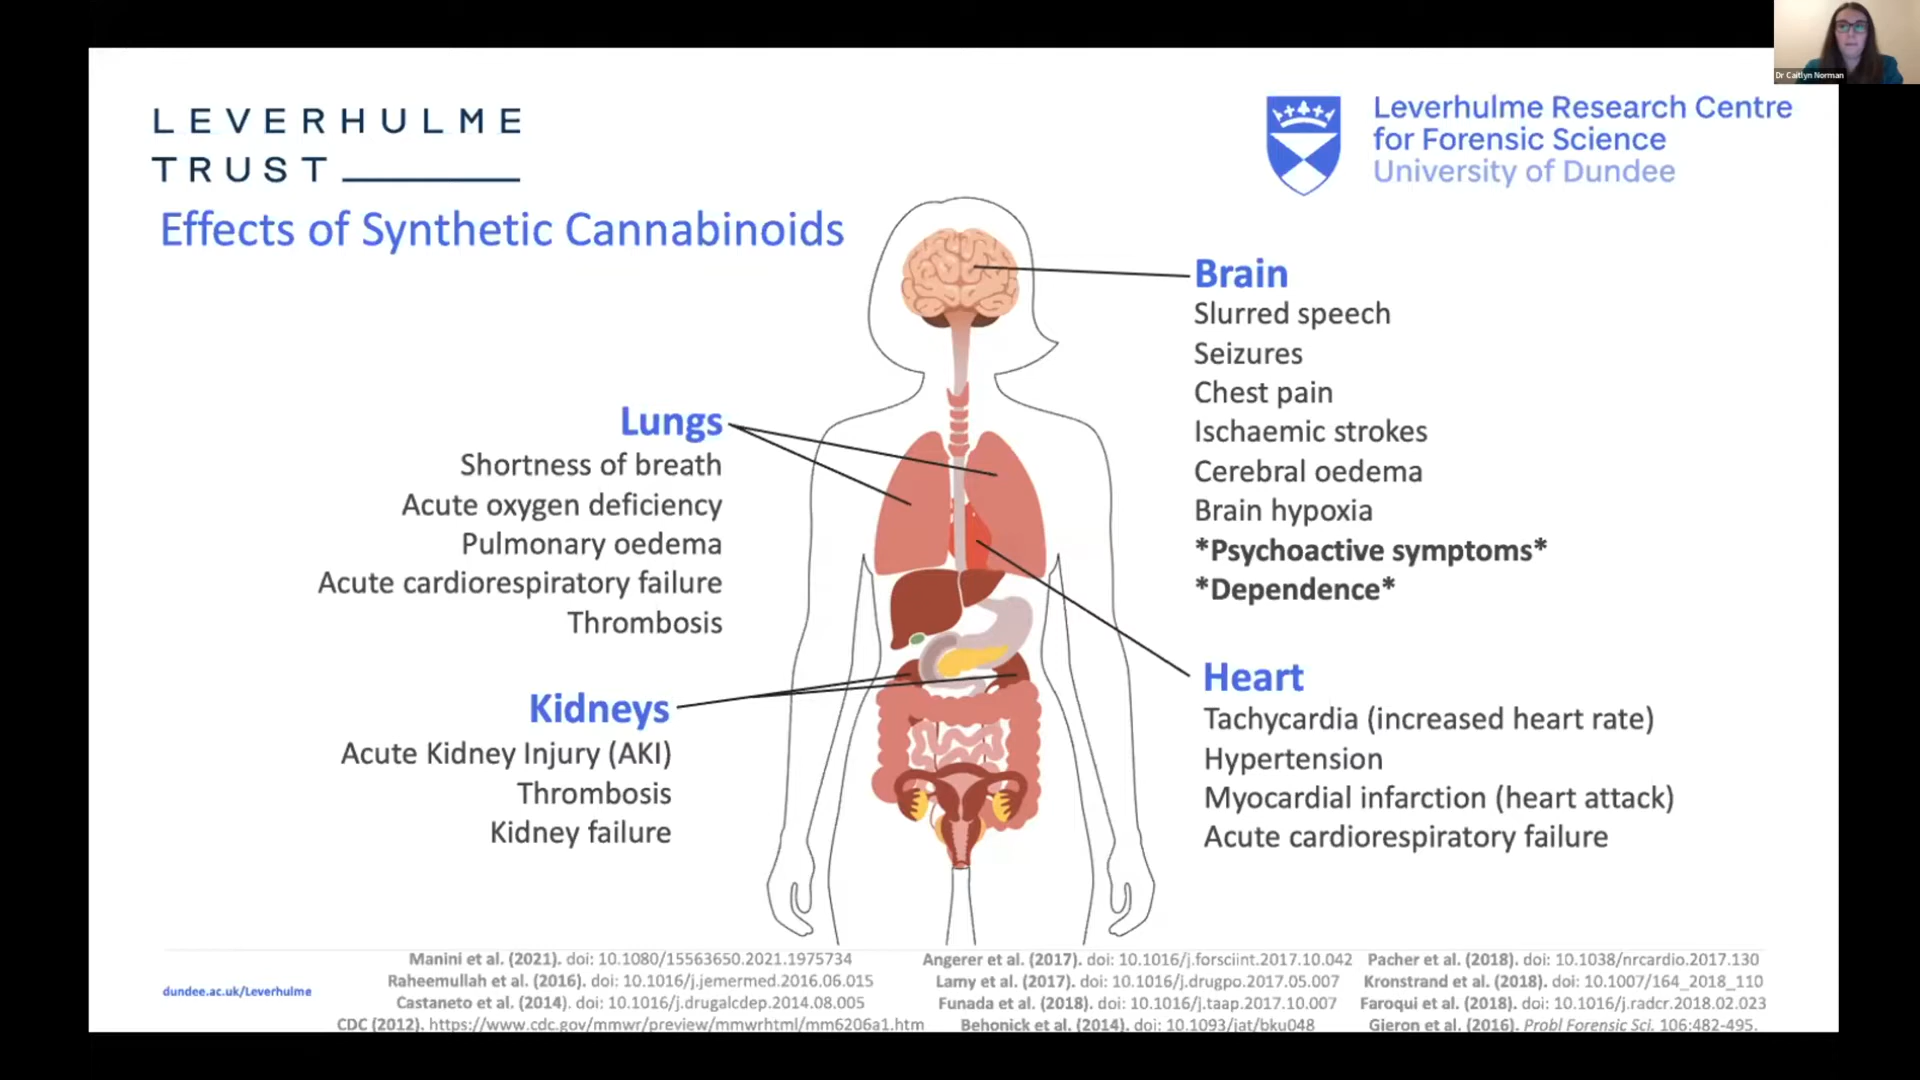 Dr Caitlyn Norman
LEVERHULME
TRUST
Leverhulme Research Centre
for Forensic Science
University of Dundee
Effects of Synthetic Cannabinoids
Brain
Slurred speech
Seizures
Chest pain
Ischaemic strokes
Cerebral oedema
Brain hypoxia
*Psychoactive symptoms*
*Dependence*
Lungs
Shortness of breath
Acute oxygen deficiency
Pulmonary oedema
Acute cardiorespiratory failure
Thrombosis
Kidneys
Acute Kidney Injury (AKI)
Thrombosis
Kidney failure
Heart
Tachycardia (increased heart rate)
Hypertension
Myocardial infarction (heart attack)
Acute cardiorespiratory failure
dundee.ac.uk/Leverhulme
Manini et al. (2021). doi: 10.1080/15563650.2021.1975734
Raheemullah et al. (2016). doi: 10.1016/j.jemermed.2016.06.015
Castaneto et al. (2014). doi: 10.1016/j.drugalcdep.2014.08.005
CDC (2012). https://www.cdc.gov/mmwr/preview/mmwrhtml/mm6206a1.htm
Angerer et al. (2017). doi: 10.1016/j.forsciint.2017.10.042
Lamy et al. (2017). doi: 10.1016/j.drugpo.2017.05.007
Funada et al. (2018). doi: 10.1016/j.taap.2017.10.007
Behonick et al. (2014). doi: 10.1093/jat/bku048
Pacher et al. (2018). doi: 10.1038/nrcardio.2017.130
Kronstrand et al. (2018). doi: 10.1007/164_2018_110
Faroqui et al. (2018). doi: 10.1016/j.radcr.2018.02.023
Gieron et al. (2016). Probl Forensic Sci. 106:482-495.